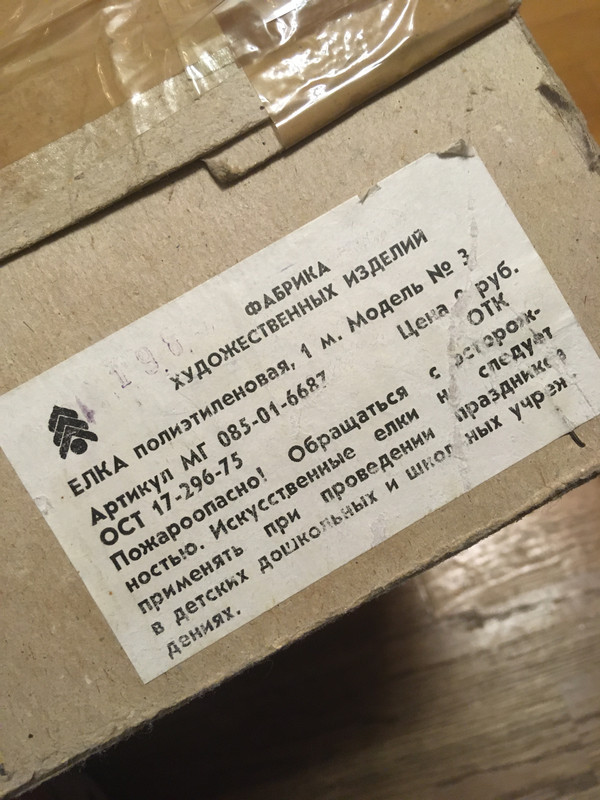 ФАБРИКА
ХУДОЖЕСТВЕННЫХ ИЗДЕЛИЙ
ЕЛКА полиэтиленовая, 1 м. Модель № 3
Артикул МГ 085-01-6687 Цена руб.
ОСТ 17-296-75 ОТК
Пожароопасно! Обращаться с осторож-
ностью. Искусственные елки не следует
применять при проведении праздников
в детских дошкольных и школьных учреж-
дениях.